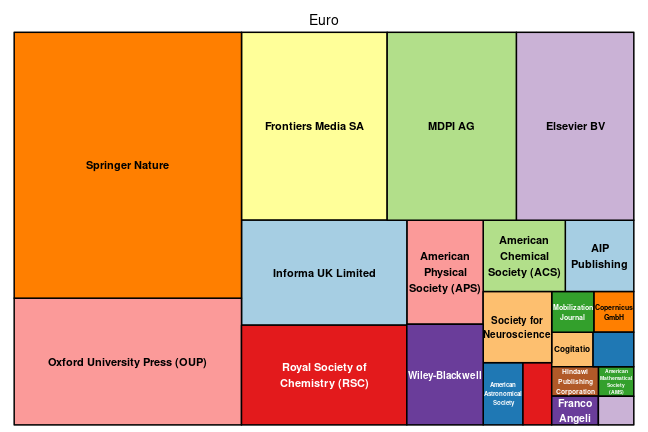 Euro
Springer Nature
Frontiers Media SA
MDPI AG
Elsevier BV
Oxford University Press (OUP)
Informa UK Limited
Royal Society of
Chemistry (RSC)
American
Physical
Society (APS)
Wiley-Blackwell
American
Chemical
Society (ACS)
AIP
Publishing
Society for
Neuroscience
American
Astronomical
Society
Mobilization
Journal
Copernicus
GmbH
Cogitatio
Hindawi
Publishing
Corporation
American
Mathematical
Society
(AMS)
Franco
Angeli